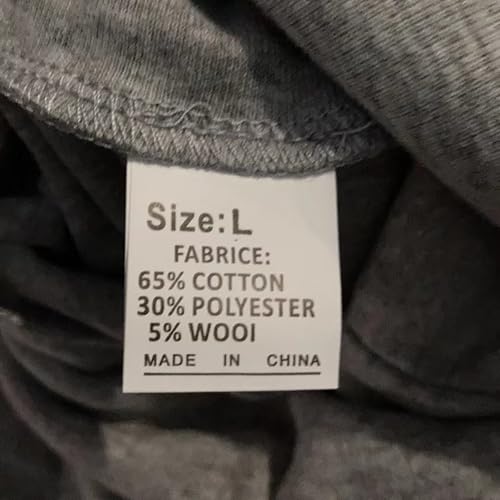 Size: L
FABRICE:
65% COTTON
30% POLYESTER
5% WOOI
MADE IN CHINA